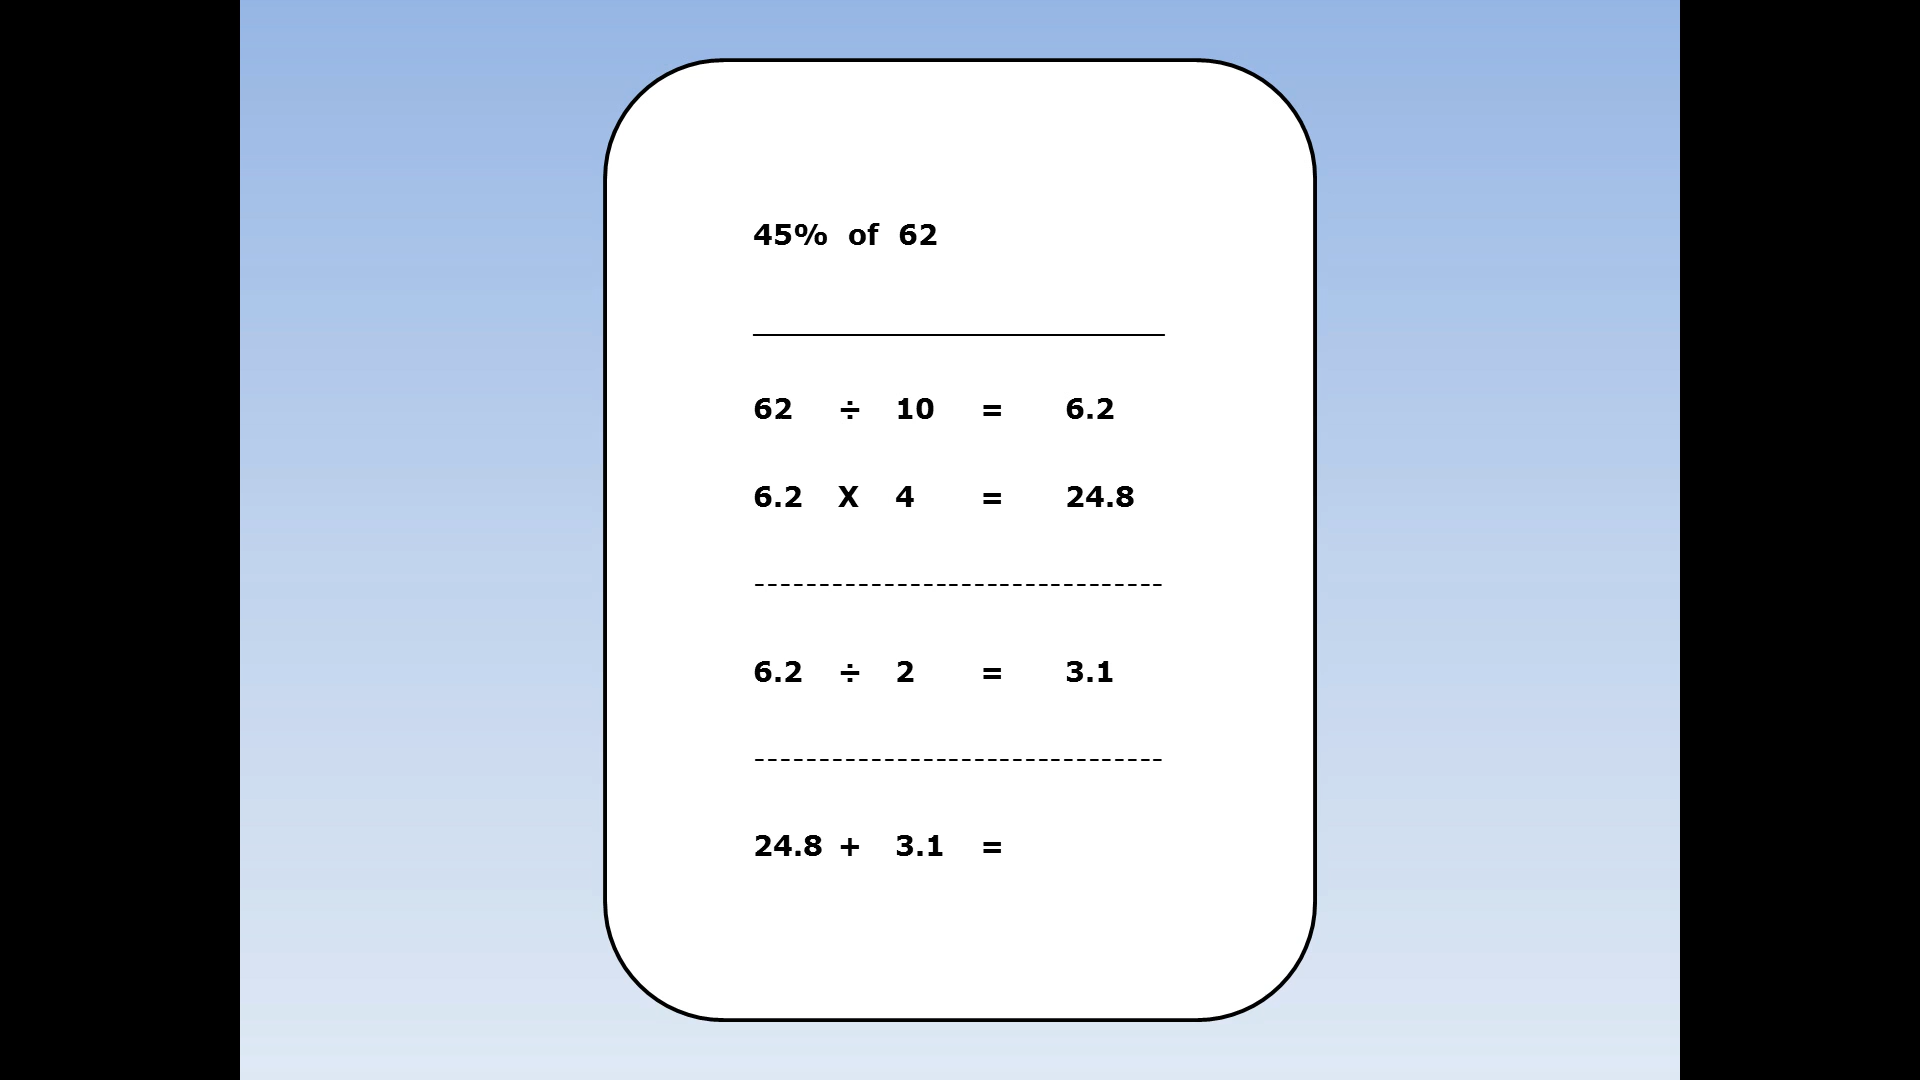 45% of 62
62 ÷ 10 = 6.2
6.2 X 4 = 24.8
--------------------------------
6.2 ÷ 2 = 3.1
--------------------------------
24.8 + 3.1 =